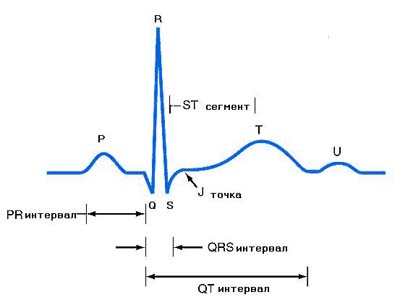 R
ST сегмент
P
T
U
Q
S
J точка
PR интервал
QRS интервал
QT интервал